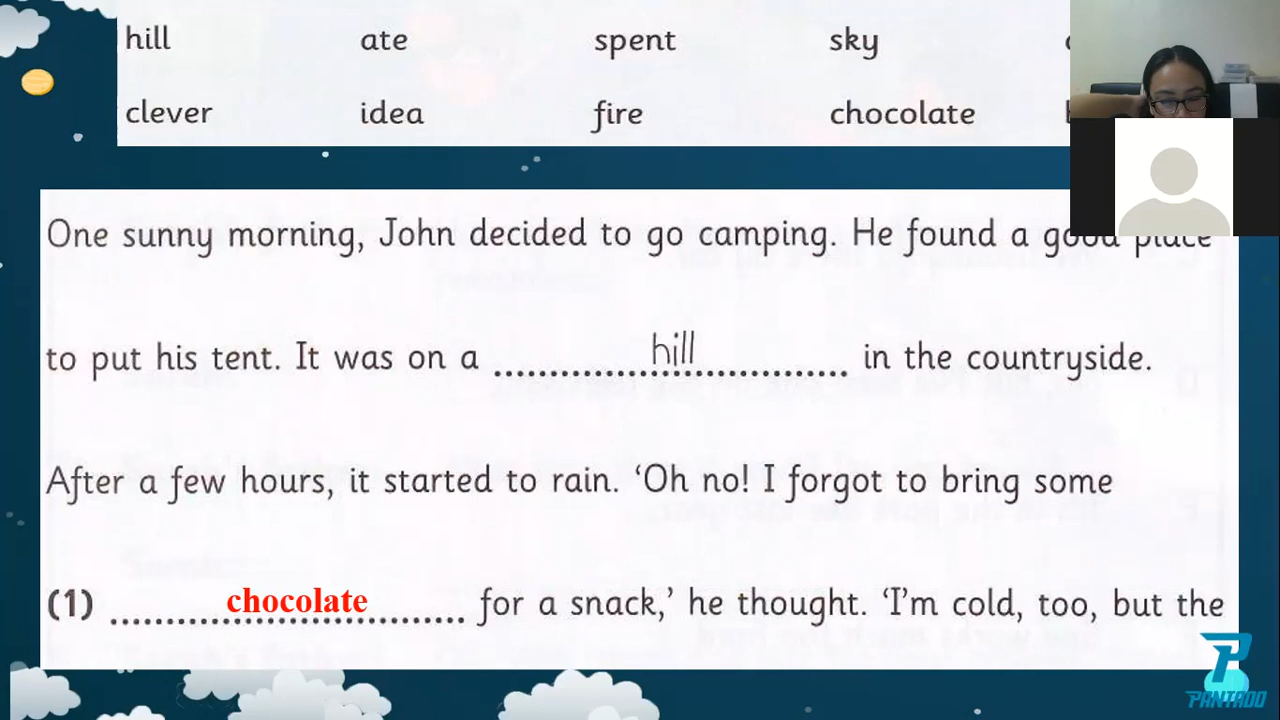 hill ate spent sky
clever idea fire chocolate
One sunny morning, John decided to go camping. He found a good place
to put his tent. It was on a hill in the countryside.
After a few hours, it started to rain. ‘Oh no! I forgot to bring some
(1) chocolate for a snack,’ he thought. ‘I’m cold, too, but the
PANTADO